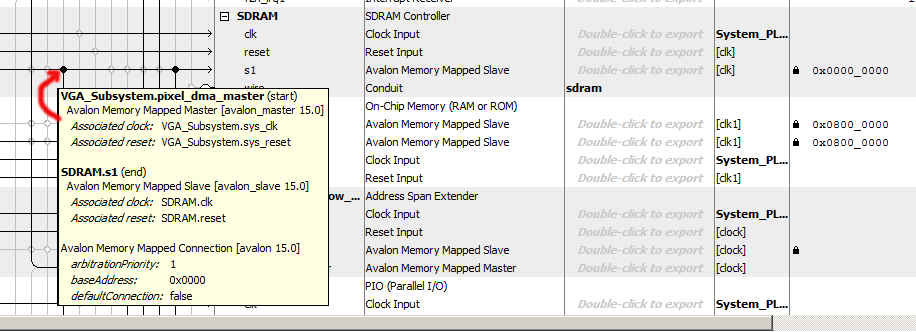 Interrupt Receiver
SDRAM SDRAM Controller
clk Clock Input Double-click to export System_PL...
reset Reset Input Double-click to export [clk]
s1 Avalon Memory Mapped Slave Double-click to export [clk] 0x0000_0000
wire Conduit sdram
On-Chip Memory (RAM or ROM)
Avalon Memory Mapped Slave Double-click to export [clk1] 0x0800_0000
Avalon Memory Mapped Slave Double-click to export [clk1] 0x0800_0000
Clock Input Double-click to export System_PL...
Reset Input Double-click to export [clk1]
ow_... Address Span Extender
Clock Input Double-click to export System_PL...
Reset Input Double-click to export [clock]
Avalon Memory Mapped Slave Double-click to export [clock]
Avalon Memory Mapped Master Double-click to export [clock]
PIO (Parallel I/O)
clk Clock Input Double-click to export System_PL...
VGA_Subsystem.pixel_dma_master (start)
Avalon Memory Mapped Master [avalon_master 15.0]
Associated clock: VGA_Subsystem.sys_clk
Associated reset: VGA_Subsystem.sys_reset
SDRAM.s1 (end)
Avalon Memory Mapped Slave [avalon_slave 15.0]
Associated clock: SDRAM.clk
Associated reset: SDRAM.reset
Avalon Memory Mapped Connection [avalon 15.0]
arbitrationPriority: 1
baseAddress: 0x0000
defaultConnection: false